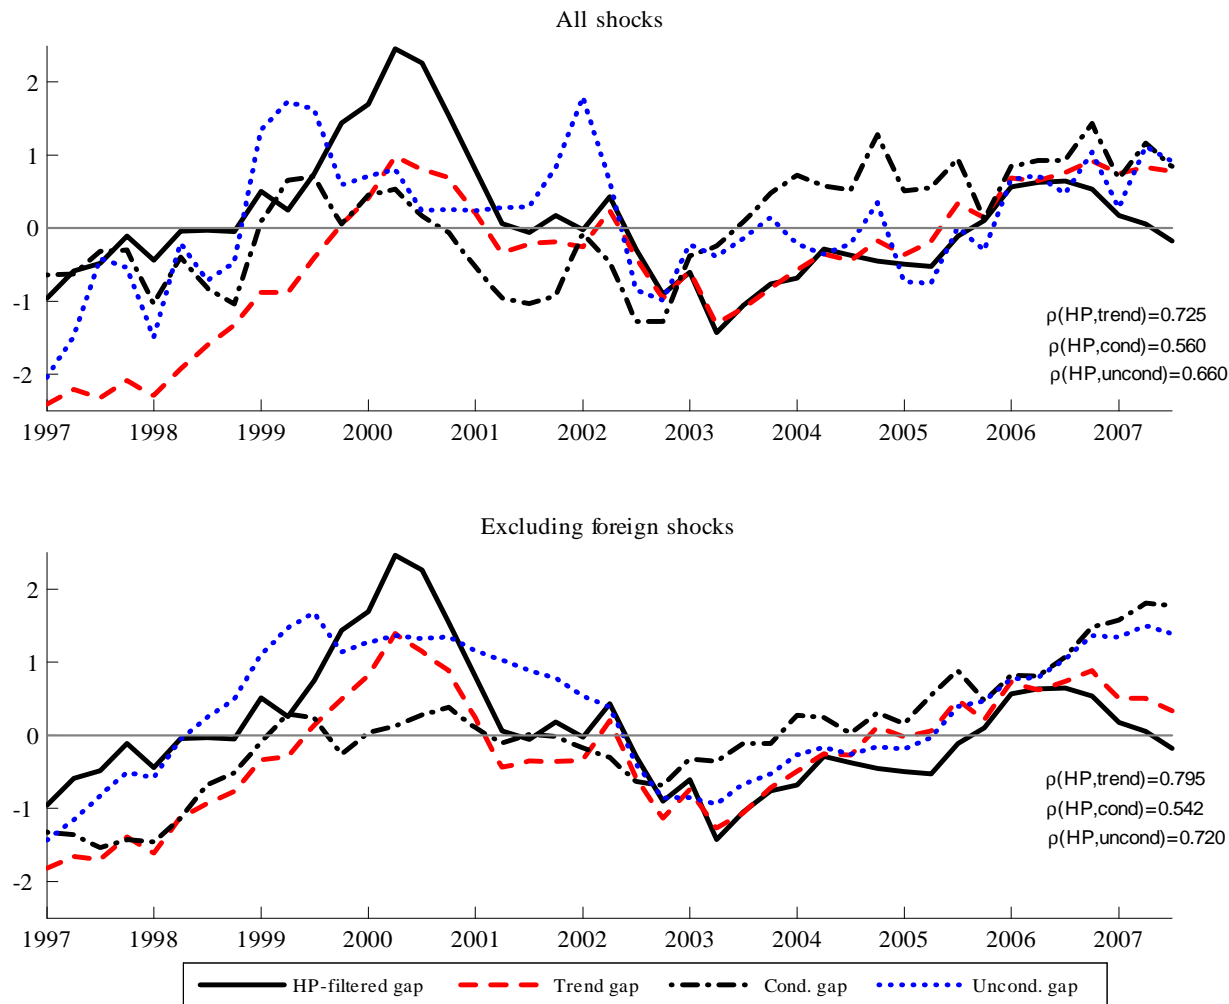 All shocks
2
1
0
-1
-2
ρ(HP,trend)=0.725
ρ(HP,cond)=0.560
ρ(HP,uncond)=0.660
1997 1998 1999 2000 2001 2002 2003 2004 2005 2006 2007
Excluding foreign shocks
2
1
0
-1
-2
ρ(HP,trend)=0.795
ρ(HP,cond)=0.542
ρ(HP,uncond)=0.720
1997 1998 1999 2000 2001 2002 2003 2004 2005 2006 2007
HP-filtered gap Trend gap Cond. gap Uncond. gap